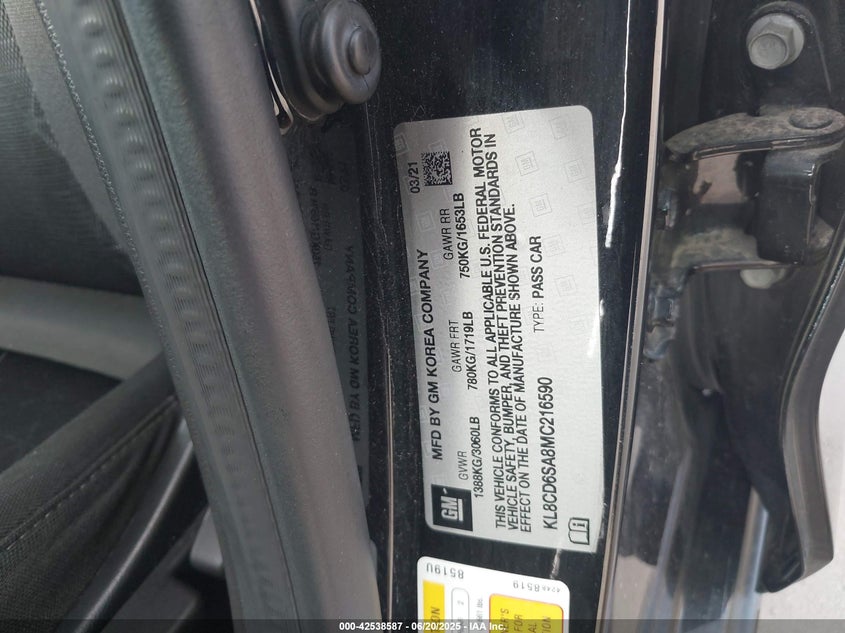 MFD BY GM KOREA COMPANY
03/21
GVWR
GAWR FRT
GAWR RR
1388KG/3060LB
780KG/1719LB
750KG/1653LB
THIS VEHICLE CONFORMS TO ALL APPLICABLE U.S. FEDERAL MOTOR
VEHICLE SAFETY, BUMPER, AND THEFT PREVENTION STANDARDS IN
EFFECT ON THE DATE OF MANUFACTURE SHOWN ABOVE.
KL8CD6SA8MC216590
TYPE: PASS CAR
GM
8519U
8519
000-42538587 - 06/20/2025 - IAA Inc.